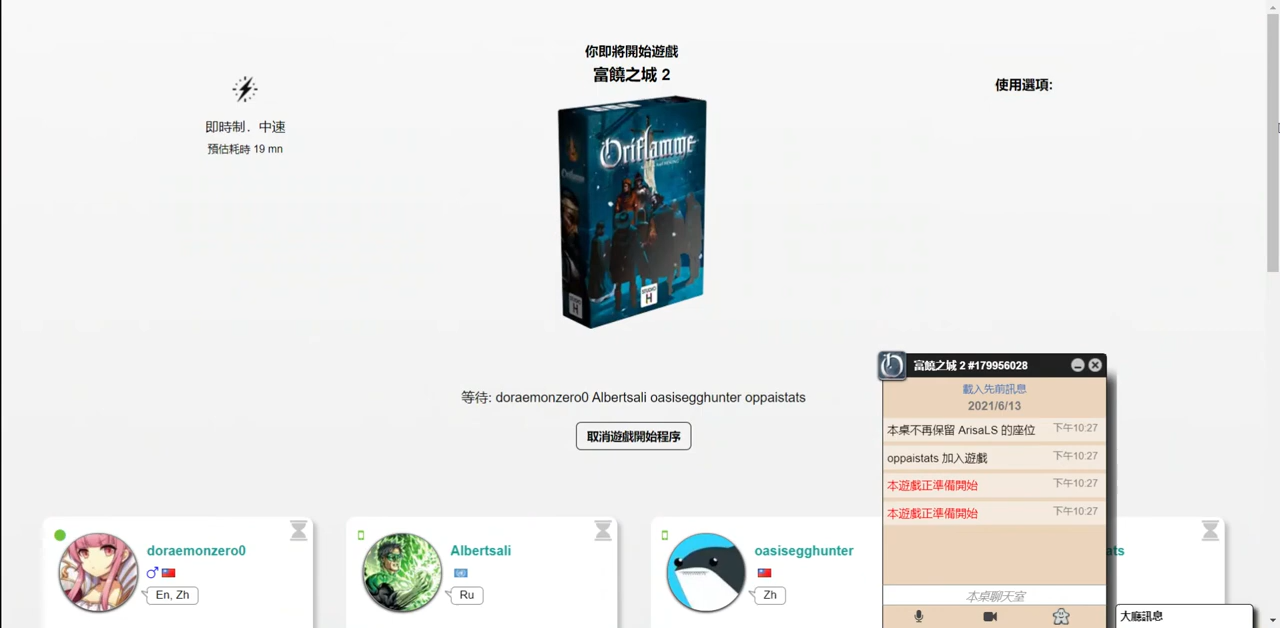 你即將開始遊戲
富饒之城 2
使用選項:
即時制．中速
預估耗時 19 mn
Oriflamme
Oriflamme
STUDIO H
等待: doraemonzero0 Albertsali oasisegghunter oppaistats
取消遊戲開始程序
富饒之城 2 #179956028
載入先前訊息
2021/6/13
本桌不再保留 ArisaLS 的座位 下午10:27
oppaistats 加入遊戲 下午10:27
本遊戲正準備開始 下午10:27
本遊戲正準備開始 下午10:27
本桌聊天室
大廳訊息
doraemonzero0
En, Zh
Albertsali
Ru
oasisegghunter
Zh
ats